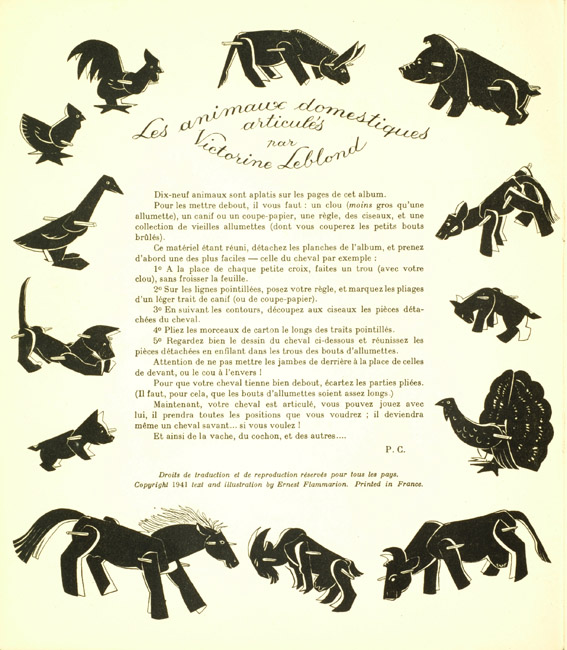 Les animaux domestiques
articulés
par
Victorine Leblond
Dix-neuf animaux sont aplatis sur les pages de cet album.
Pour les mettre debout, il vous faut : un clou (moins gros qu'une
allumette), un canif ou un coupe-papier, une règle, des ciseaux, et une
collection de vieilles allumettes (dont vous couperez les petits bouts
brûlés).
Ce matériel étant réuni, détachez les planches de l'album, et prenez
d'abord une des plus faciles — celle du cheval par exemple :
1º A la place de chaque petite croix, faites un trou (avec votre
clou), sans froisser la feuille.
2º Sur les lignes pointillées, posez votre règle, et marquez les pliages
d'un léger trait de canif (ou de coupe-papier).
3º En suivant les contours, découpez aux ciseaux les pièces déta-
chées du cheval.
4º Pliez les morceaux de carton le longs des traits pointillés.
5º Regardez bien le dessin du cheval ci-dessous et réunissez les
pièces détachées en enfilant dans les trous des bouts d'allumettes.
Attention de ne pas mettre les jambes de derrière à la place de celles
de devant, ou le cou à l'envers !
Pour que votre cheval tienne bien debout, écartez les parties pliées.
(Il faut, pour cela, que les bouts d'allumettes soient assez longs.)
Maintenant, votre cheval est articulé, vous pouvez jouez avec
lui, il prendra toutes les positions que vous voudrez ; il deviendra
même un cheval savant... si vous voulez !
Et ainsi de la vache, du cochon, et des autres....
P. C.
Droits de traduction et de reproduction réservés pour tous les pays.
Copyright 1941 text and illustration by Ernest Flammarion. Printed in France.